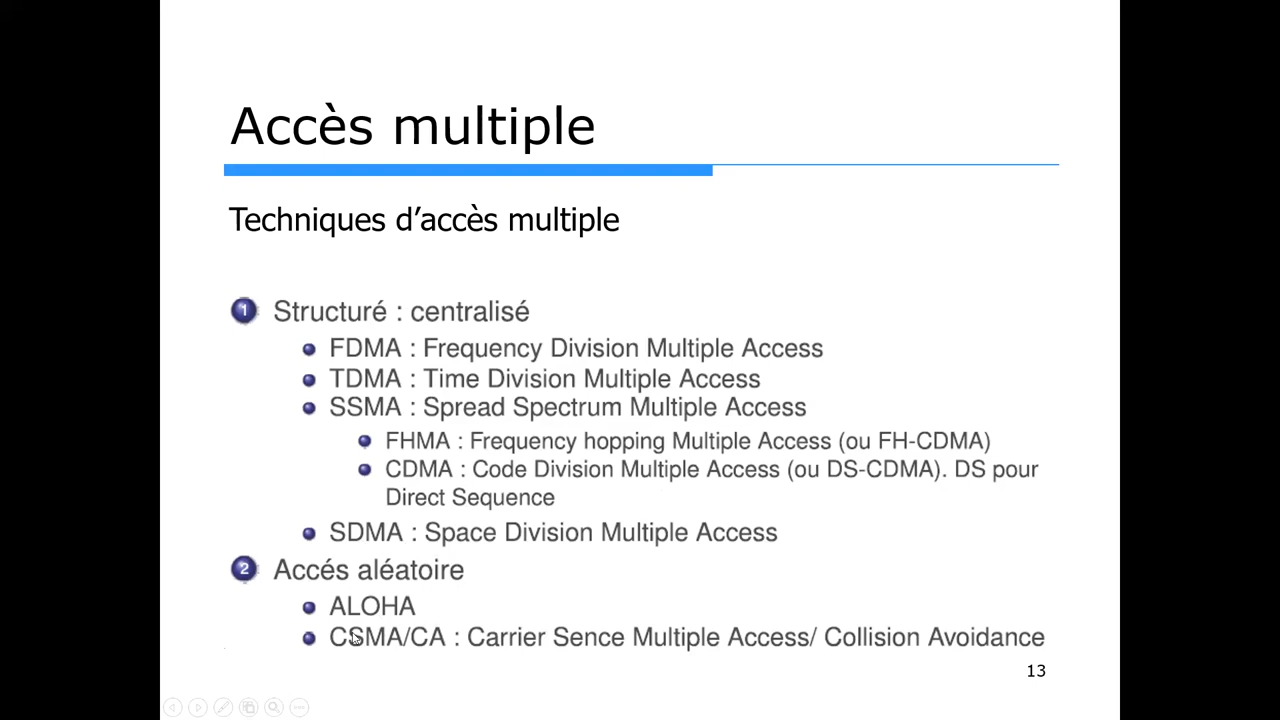 Accès multiple
Techniques d’accès multiple
1 Structuré : centralisé
FDMA : Frequency Division Multiple Access
TDMA : Time Division Multiple Access
SSMA : Spread Spectrum Multiple Access
FHMA : Frequency hopping Multiple Access (ou FH-CDMA)
CDMA : Code Division Multiple Access (ou DS-CDMA). DS pour
Direct Sequence
SDMA : Space Division Multiple Access
2 Accés aléatoire
ALOHA
CSMA/CA : Carrier Sence Multiple Access/ Collision Avoidance
13